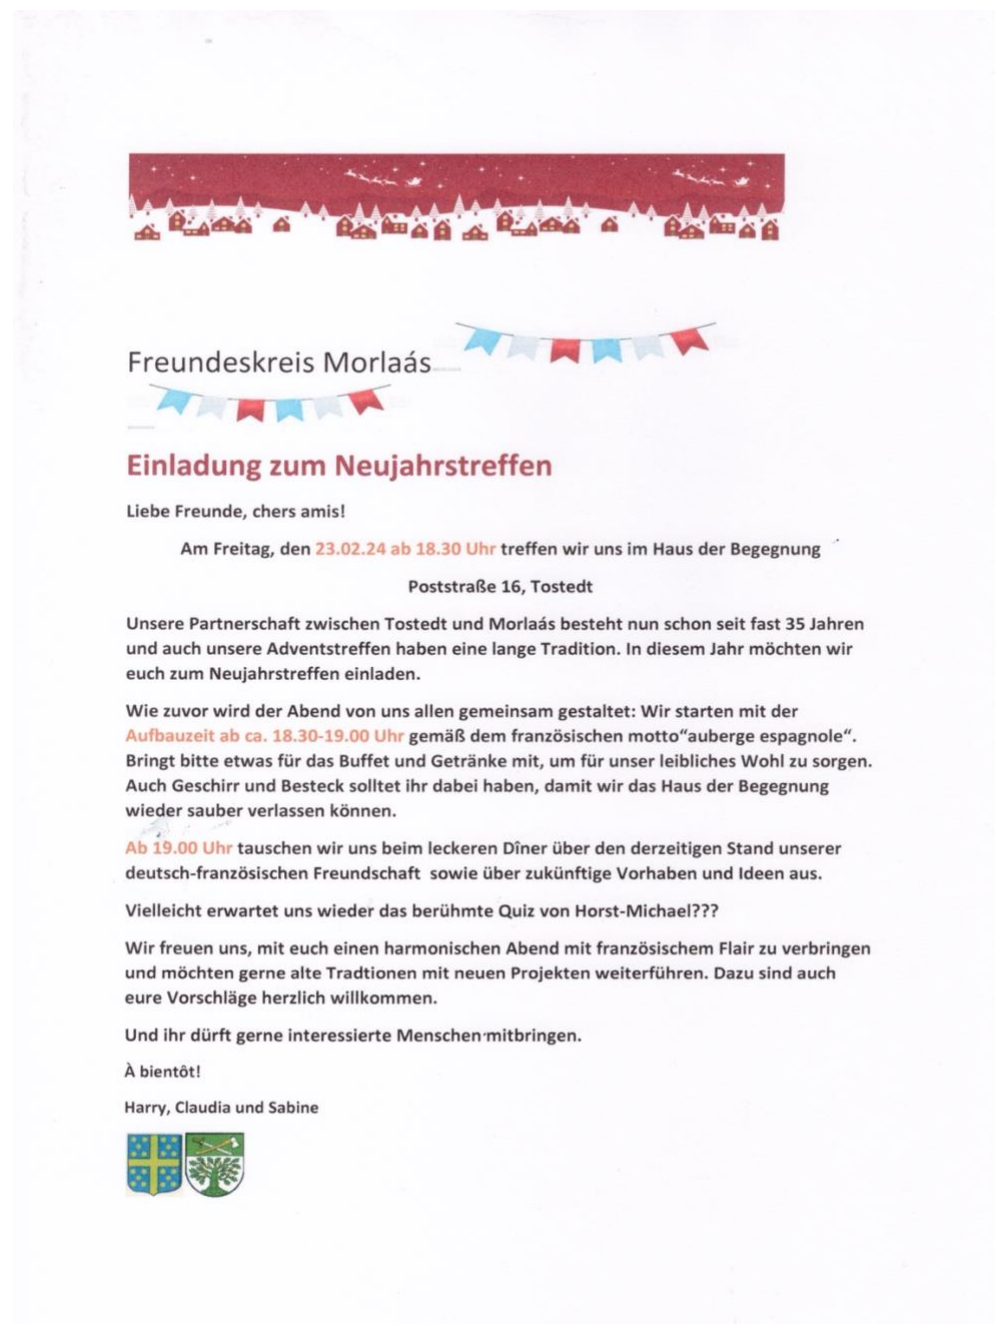 Freundeskreis Morlaás
Einladung zum Neujahrstreffen
Liebe Freunde, chers amis!
Am Freitag, den 23.02.24 ab 18.30 Uhr treffen wir uns im Haus der Begegnung
Poststraße 16, Tostedt
Unsere Partnerschaft zwischen Tostedt und Morlaás besteht nun schon seit fast 35 Jahren
und auch unsere Adventstreffen haben eine lange Tradition. In diesem Jahr möchten wir
euch zum Neujahrstreffen einladen.
Wie zuvor wird der Abend von uns allen gemeinsam gestaltet: Wir starten mit der
Aufbauzeit ab ca. 18.30-19.00 Uhr gemäß dem französischen motto“auberge espagnole“.
Bringt bitte etwas für das Buffet und Getränke mit, um für unser leibliches Wohl zu sorgen.
Auch Geschirr und Besteck solltet ihr dabei haben, damit wir das Haus der Begegnung
wieder sauber verlassen können.
Ab 19.00 Uhr tauschen wir uns beim leckeren Dîner über den derzeitigen Stand unserer
deutsch-französischen Freundschaft  sowie über zukünftige Vorhaben und Ideen aus.
Vielleicht erwartet uns wieder das berühmte Quiz von Horst-Michael???
Wir freuen uns, mit euch einen harmonischen Abend mit französischem Flair zu verbringen
und möchten gerne alte Tradtionen mit neuen Projekten weiterführen. Dazu sind auch
eure Vorschläge herzlich willkommen.
Und ihr dürft gerne interessierte Menschen mitbringen.
À bientôt!
Harry, Claudia und Sabine